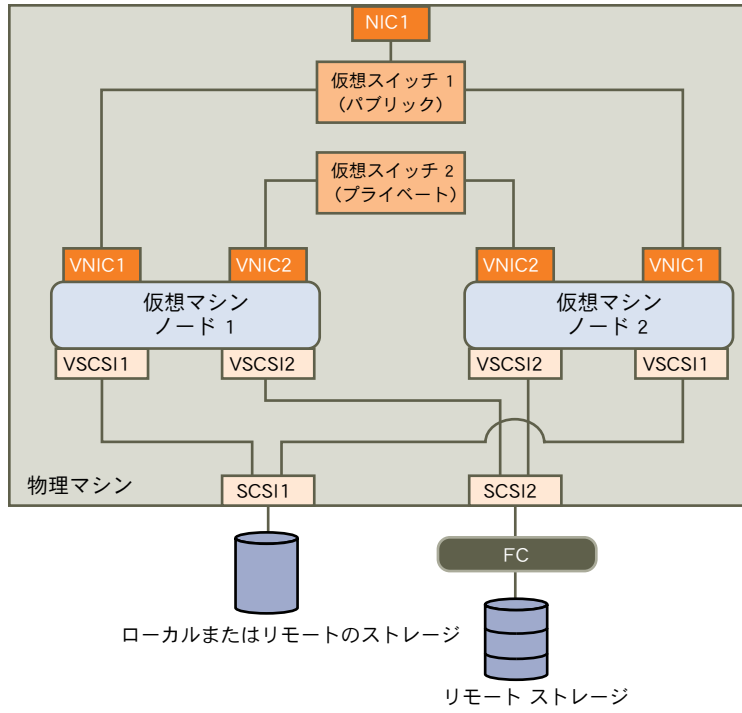 NIC1
仮想スイッチ 1
（パブリック）
仮想スイッチ 2
（プライベート）
VNIC1
VNIC2
VNIC2
VNIC1
仮想マシン
ノード 1
仮想マシン
ノード 2
VSCSI1
VSCSI2
VSCSI2
VSCSI1
物理マシン
SCSI1
SCSI2
FC
ローカルまたはリモートのストレージ
リモート ストレージ